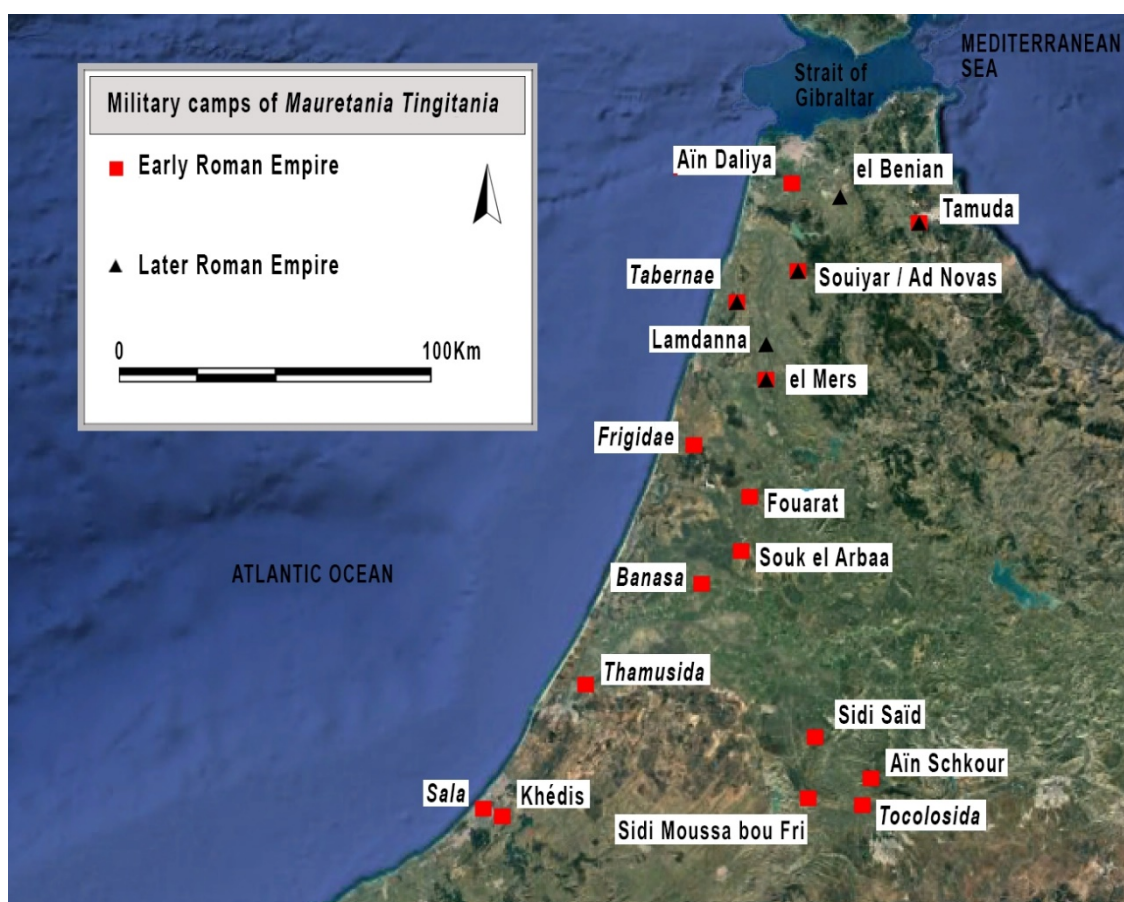 MEDITERRANEAN
SEA
Strait of
Gibraltar
Military camps of Mauretania Tingitania
Early Roman Empire
Later Roman Empire
0 100Km
Aïn Daliya
el Benian
Tamuda
Souiyar / Ad Novas
Tabernae
Lamdanna
el Mers
Frigidae
Fouarat
Souk el Arbaa
ATLANTIC OCEAN
Banasa
Thamusida
Sidi Saïd
Aïn Schkour
Sala
Khédis
Tocolosida
Sidi Moussa bou Fri